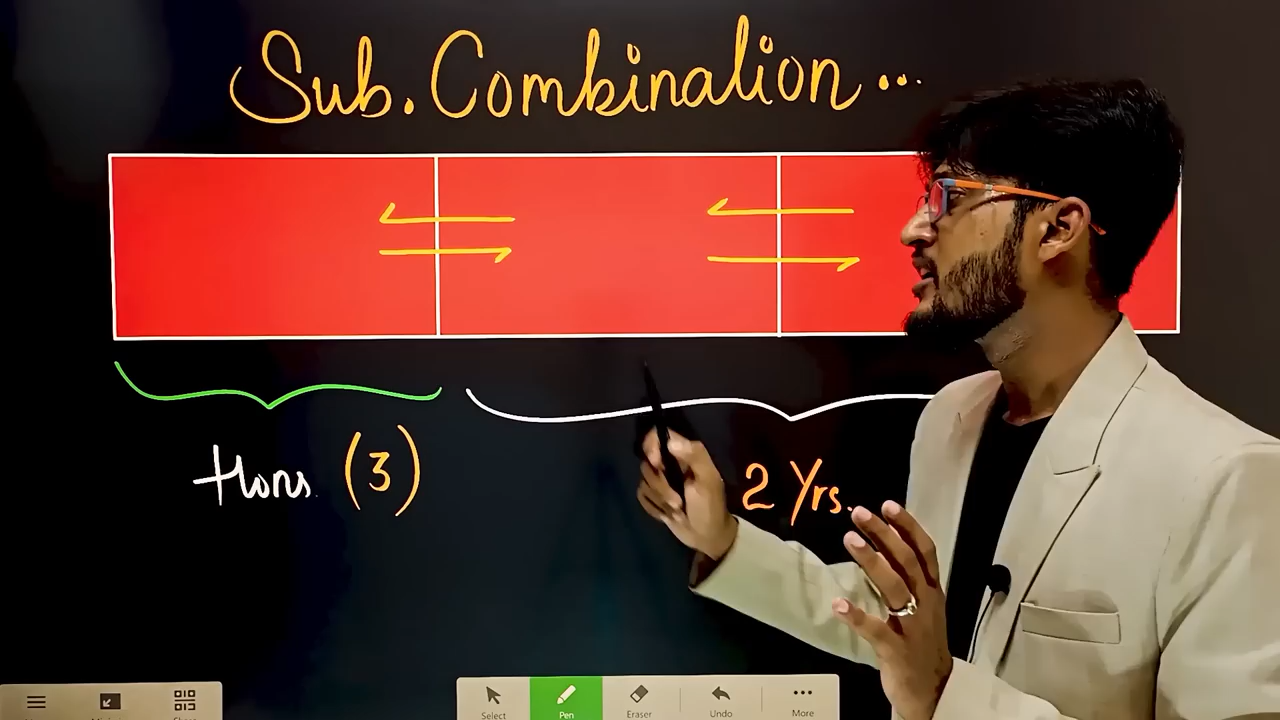 Sub. Combination...
Hons. (3)
2 Yrs.
Select
Pen
Eraser
Undo
More